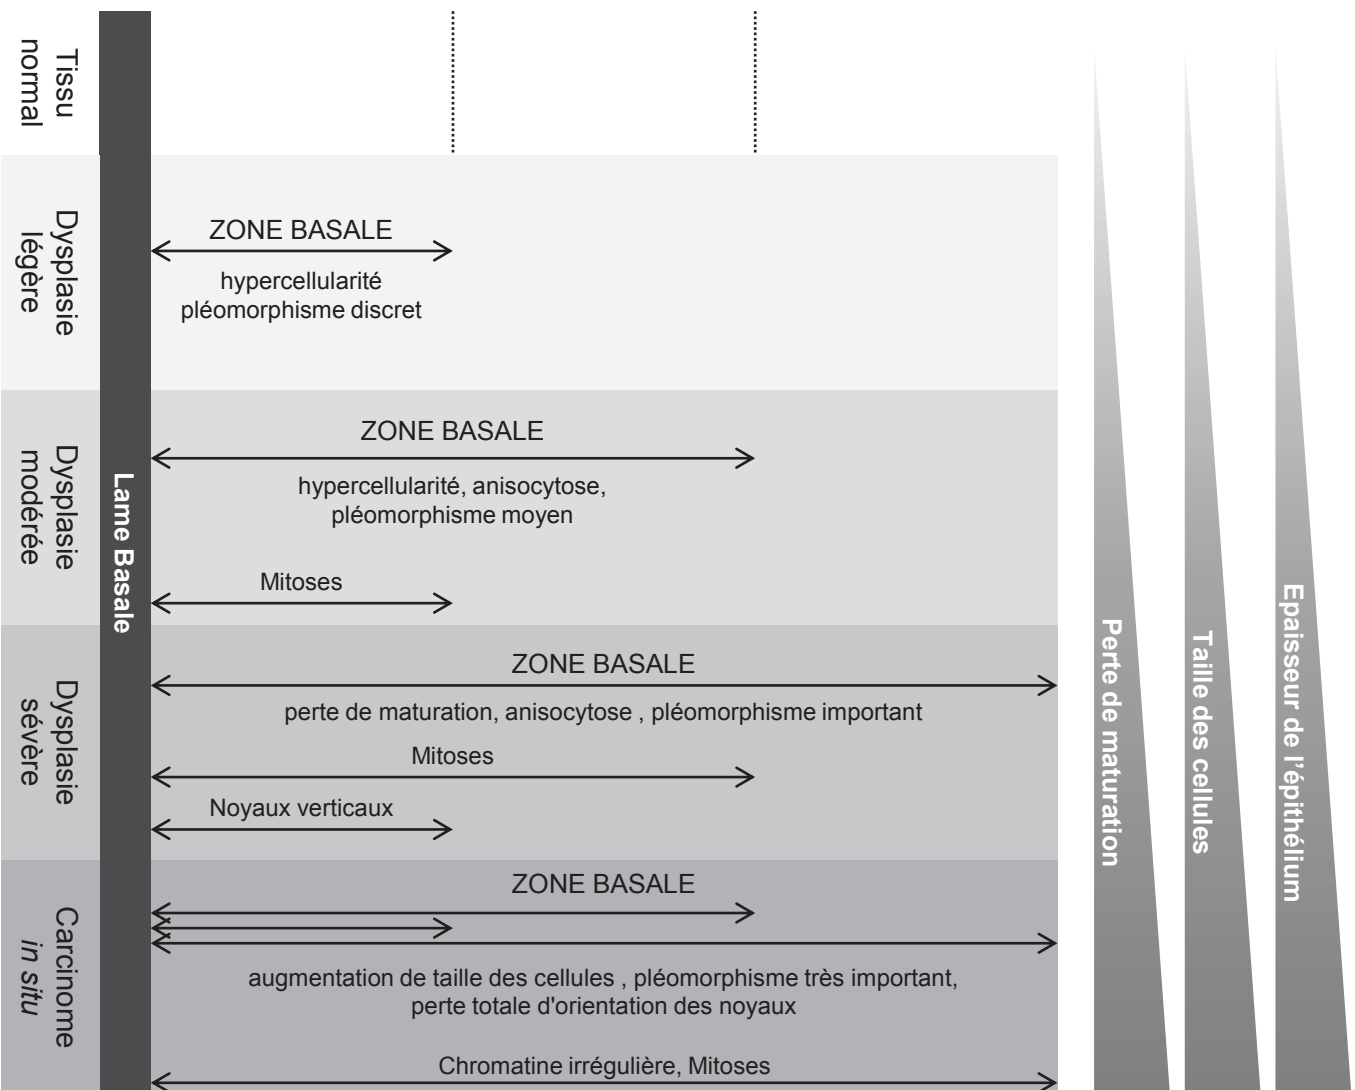 Tissu
normal
Dysplasie
légère
ZONE BASALE
hypercellularité
pléomorphisme discret
Dysplasie
modérée
ZONE BASALE
hypercellularité, anisocytose,
pléomorphisme moyen
Mitoses
Lame Basale
Dysplasie
sévère
ZONE BASALE
perte de maturation, anisocytose , pléomorphisme important
Mitoses
Noyaux verticaux
Carcinome
in situ
ZONE BASALE
augmentation de taille des cellules , pléomorphisme très important,
perte totale d'orientation des noyaux
Chromatine irrégulière, Mitoses
Perte de maturation
Taille des cellules
Epaisseur de l'épithélium